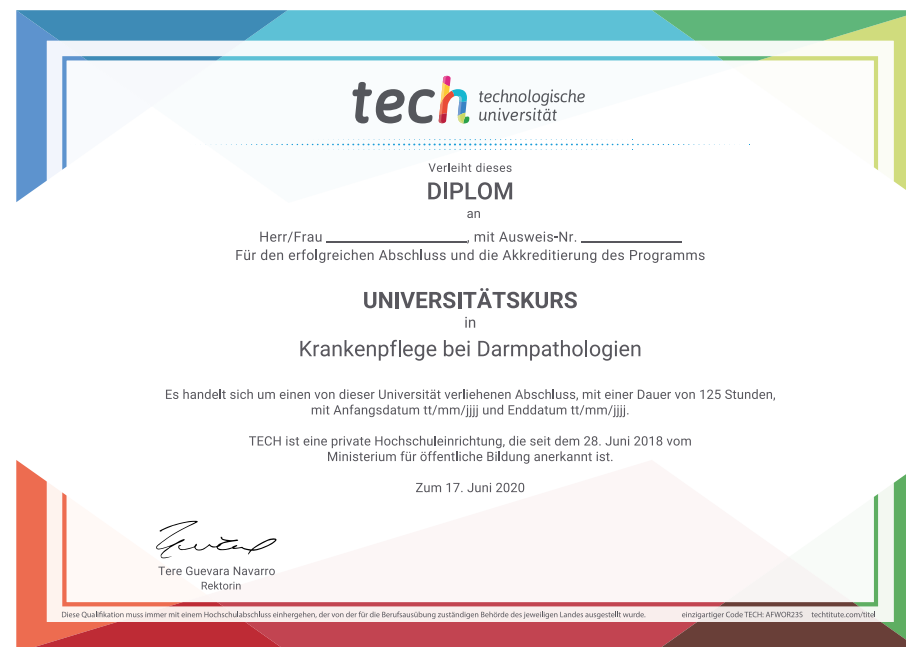 tech technologische
universität
Verleiht dieses
DIPLOM
an
Herr/Frau ____________________, mit Ausweis-Nr. ______________
Für den erfolgreichen Abschluss und die Akkreditierung des Programms
UNIVERSITÄTSKURS
in
Krankenpflege bei Darmpathologien
Es handelt sich um einen von dieser Universität verliehenen Abschluss, mit einer Dauer von 125 Stunden,
mit Anfangsdatum tt/mm/jjjj und Enddatum tt/mm/jjjj.
TECH ist eine private Hochschuleinrichtung, die seit dem 28. Juni 2018 vom
Ministerium für öffentliche Bildung anerkannt ist.
Zum 17. Juni 2020
Tere Guevara Navarro
Rektorin
Diese Qualifikation muss immer mit einem Hochschulabschluss einhergehen, der von der für die Berufsausübung zuständigen Behörde des jeweiligen Landes ausgestellt wurde. einzigartiger Code TECH: AFWOR23S techtitute.com/titel